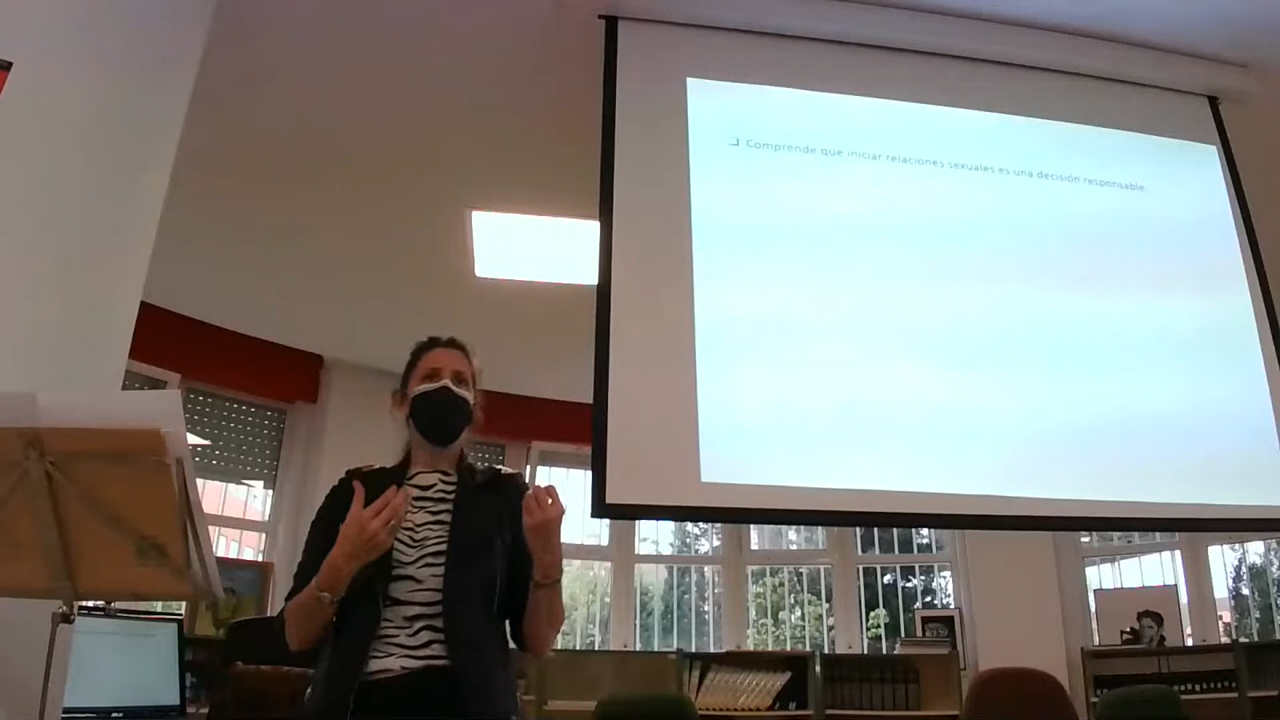 ❑ Comprende que iniciar relaciones sexuales es una decisión responsable.